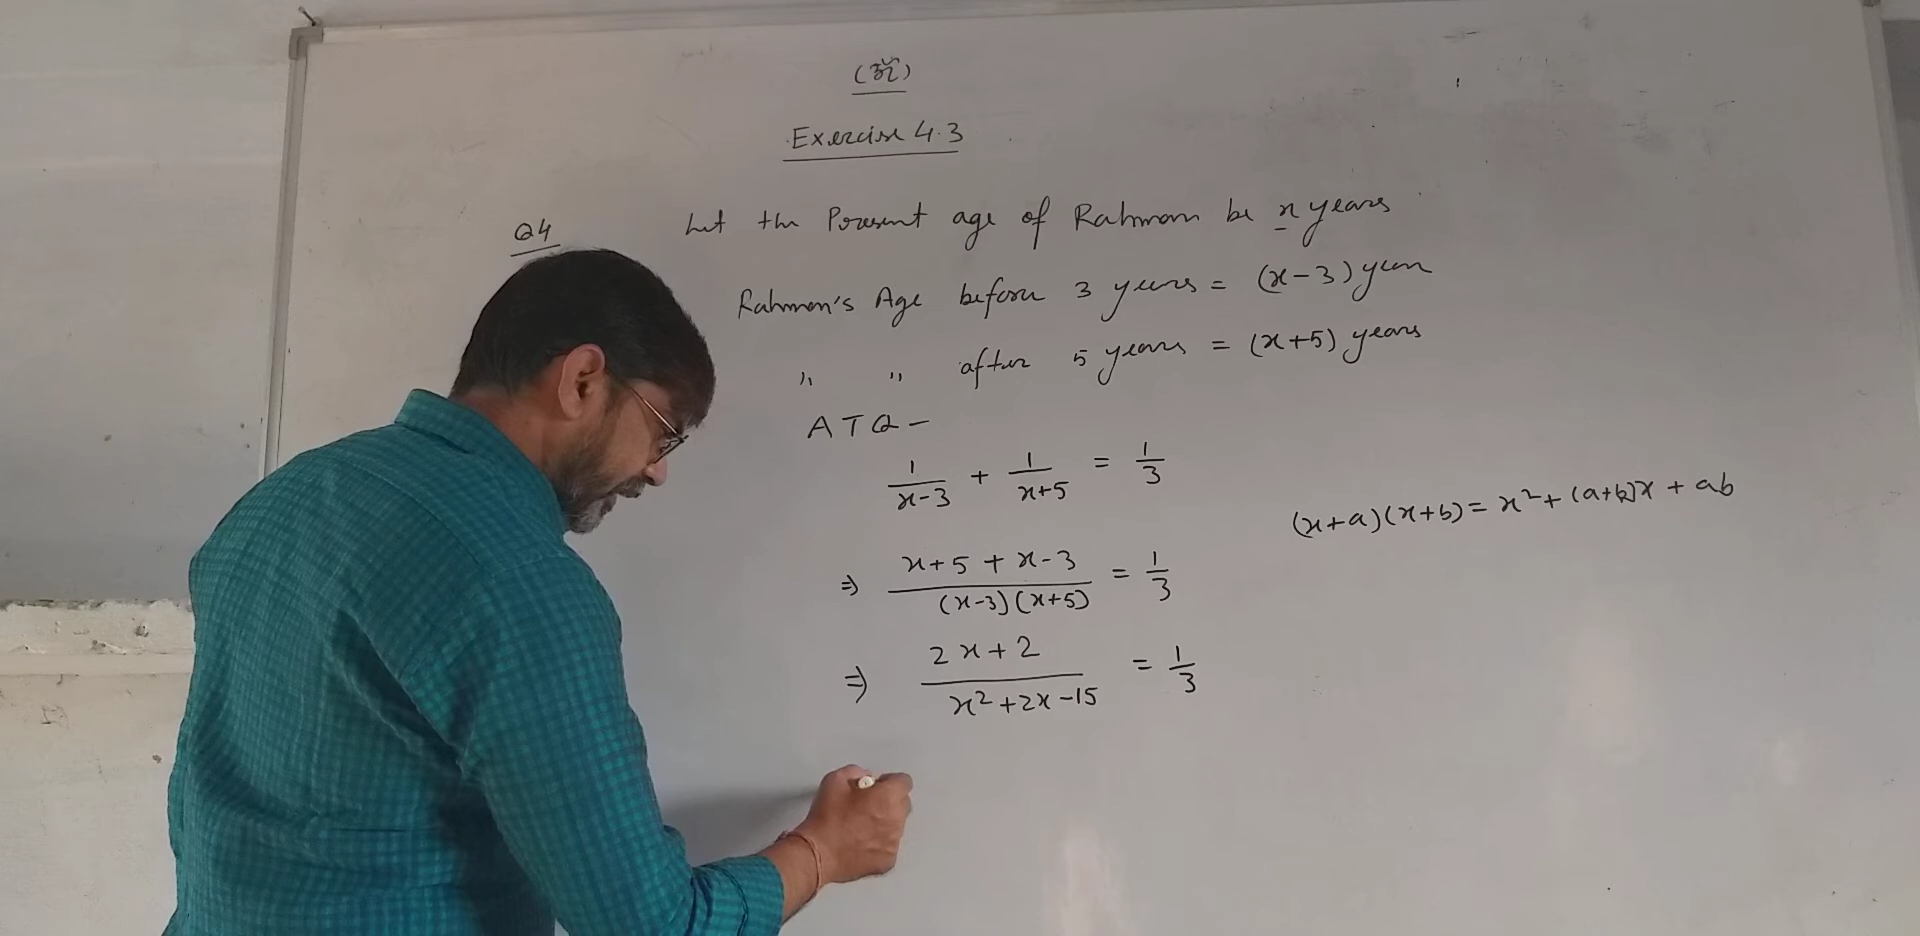 (ॐ)
Exercise 4.3
Q4 Let the Present age of Rahman be x years
Rahman's Age before 3 years = (x-3) year
" " after 5 years = (x+5) years
ATQ-
1/(x-3) + 1/(x+5) = 1/3
(x+a)(x+b) = x²+(a+b)x + ab
⇒ (x+5+x-3)/((x-3)(x+5)) = 1/3
⇒ (2x+2)/(x²+2x-15) = 1/3